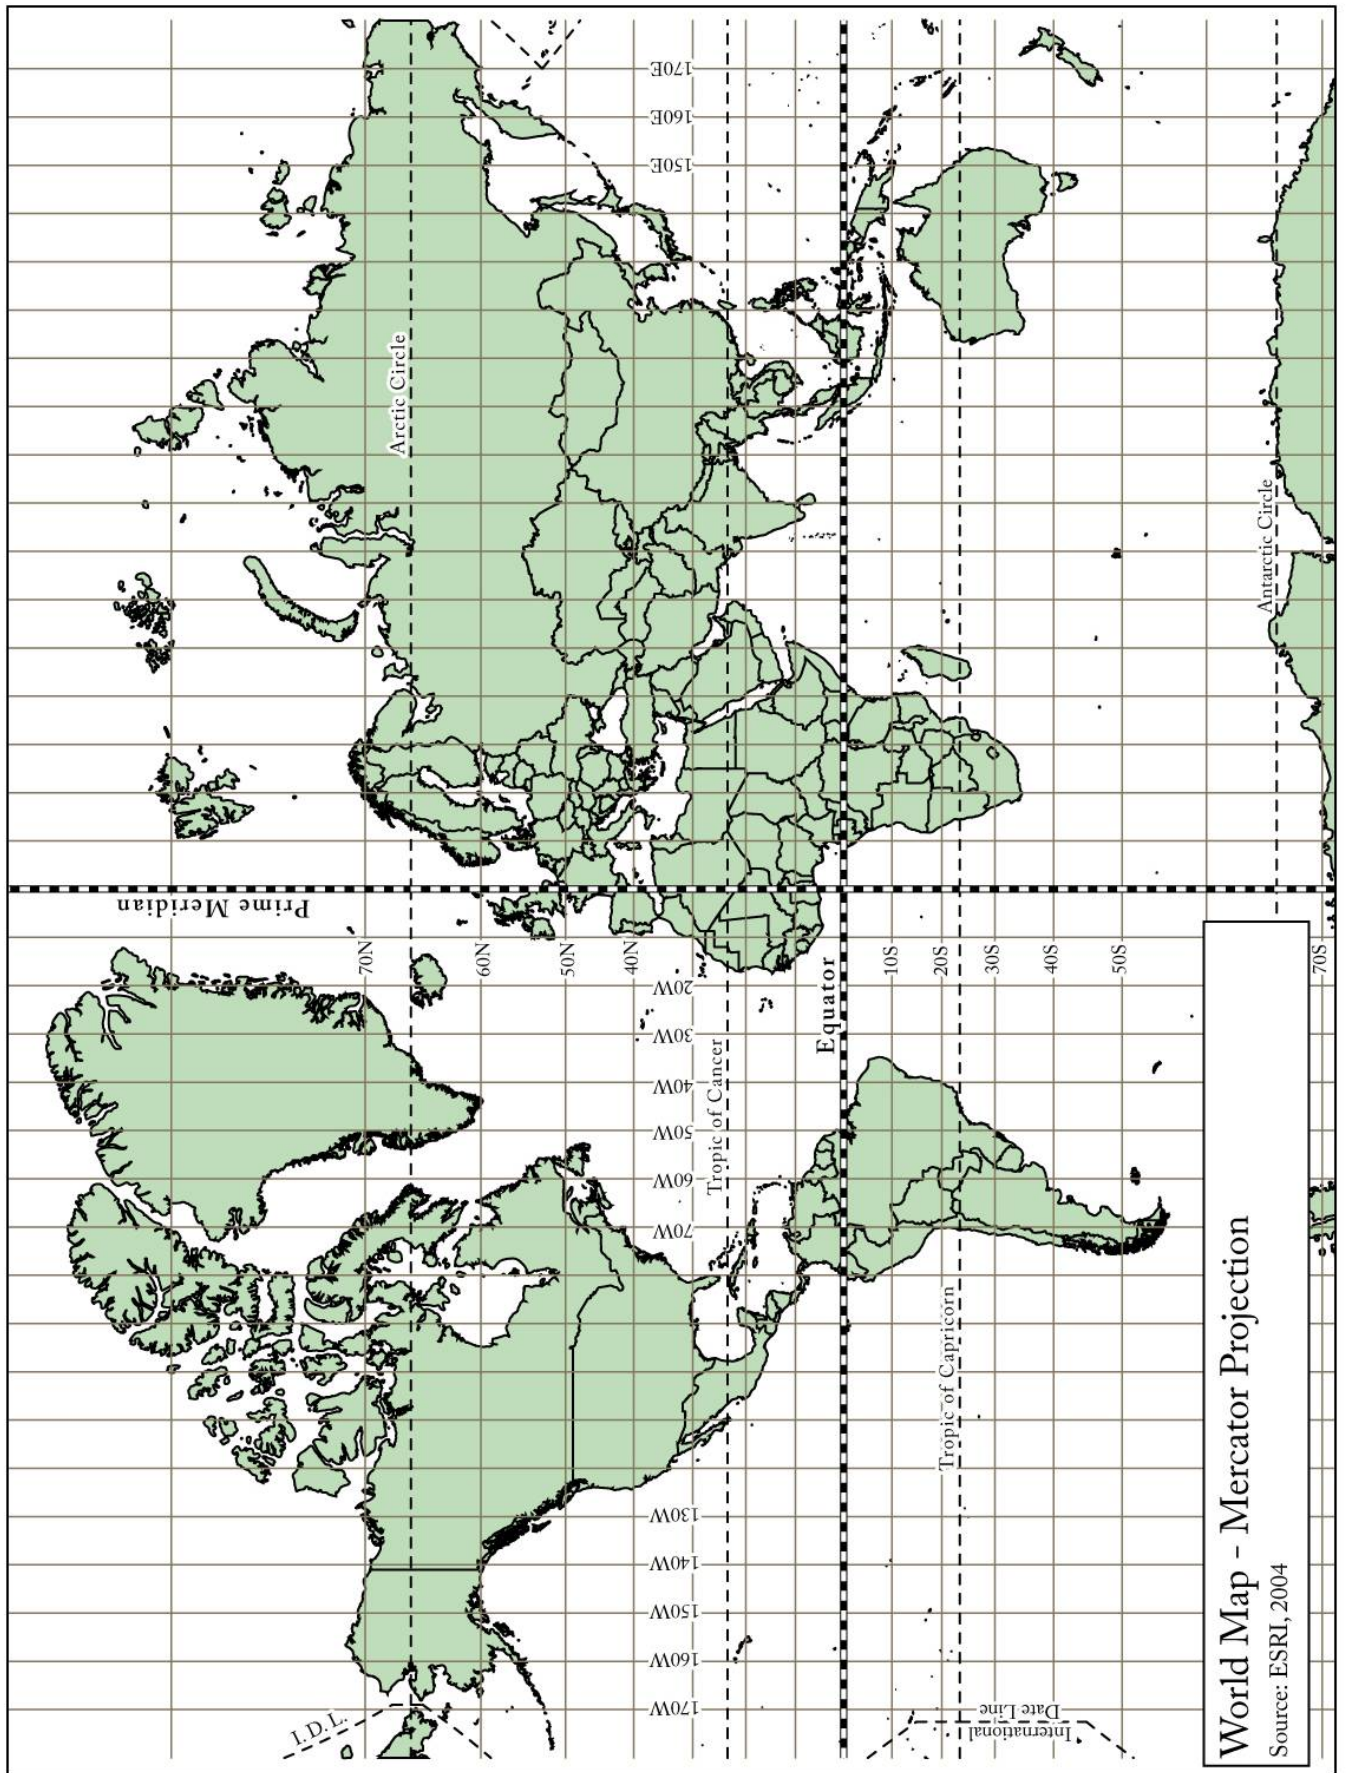 I.D.L.
Arctic Circle
Prime Meridian
70N
60N
50N
40N
170W
160W
150W
140W
130W
70W
60W
50W
40W
30W
20W
150E
160E
170E
Tropic of Cancer
Equator
10S
20S
Tropic of Capricorn
30S
40S
50S
International
Date Line
Antarctic Circle
70S
World Map - Mercator Projection
Source: ESRI, 2004